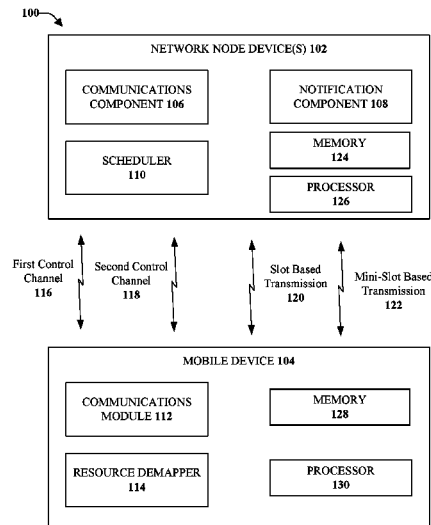 100
NETWORK NODE DEVICE(S) 102
COMMUNICATIONS
COMPONENT 106
NOTIFICATION
COMPONENT 108
SCHEDULER
110
MEMORY
124
PROCESSOR
126
First Control
Channel
116
Second Control
Channel
118
Slot Based
Transmission
120
Mini-Slot Based
Transmission
122
MOBILE DEVICE 104
COMMUNICATIONS
MODULE 112
MEMORY
128
RESOURCE DEMAPPER
114
PROCESSOR
130